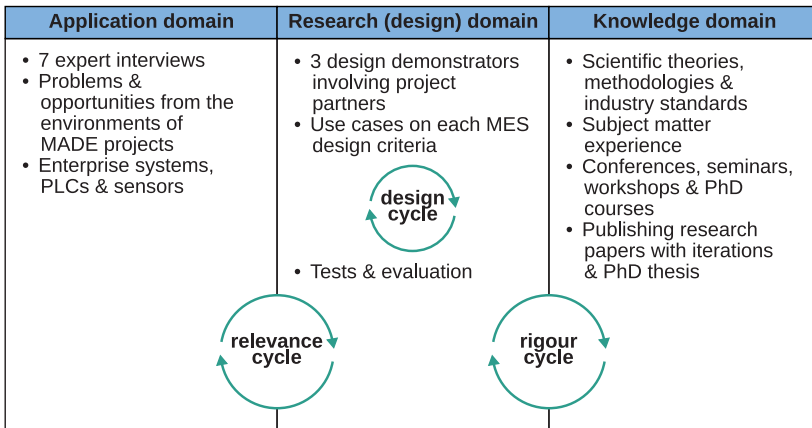 Application domain
• 7 expert interviews
• Problems &
opportunities from the
environments of
MADE projects
• Enterprise systems,
PLCs & sensors
Research (design) domain
• 3 design demonstrators
involving project
partners
• Use cases on each MES
design criteria
design
cycle
• Tests & evaluation
Knowledge domain
• Scientific theories,
methodologies &
industry standards
• Subject matter
experience
• Conferences, seminars,
workshops & PhD
courses
• Publishing research
papers with iterations
& PhD thesis
relevance
cycle
rigour
cycle